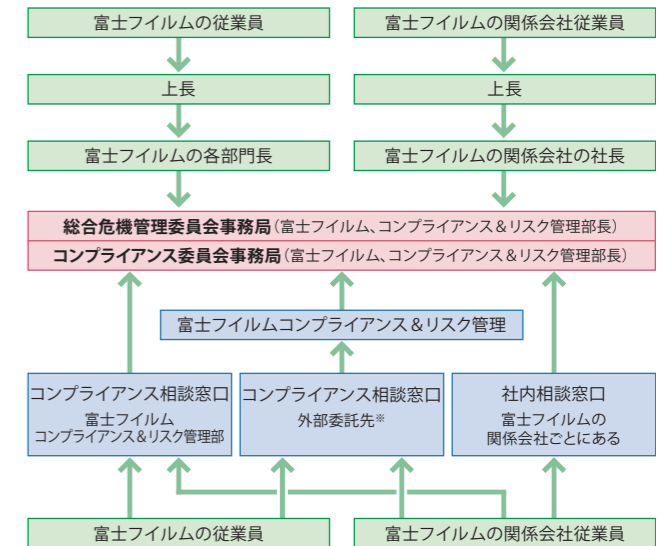 富士フイルムの従業員
富士フイルムの関係会社従業員
上長
上長
富士フイルムの各部門長
富士フイルムの関係会社の社長
総合危機管理委員会事務局（富士フイルム、コンプライアンス＆リスク管理部長）
コンプライアンス委員会事務局（富士フイルム、コンプライアンス＆リスク管理部長）
富士フイルムコンプライアンス＆リスク管理
コンプライアンス相談窓口
富士フイルム
コンプライアンス＆リスク管理部
コンプライアンス相談窓口
外部委託先※
社内相談窓口
富士フイルムの
関係会社ごとにある
富士フイルムの従業員
富士フイルムの関係会社従業員